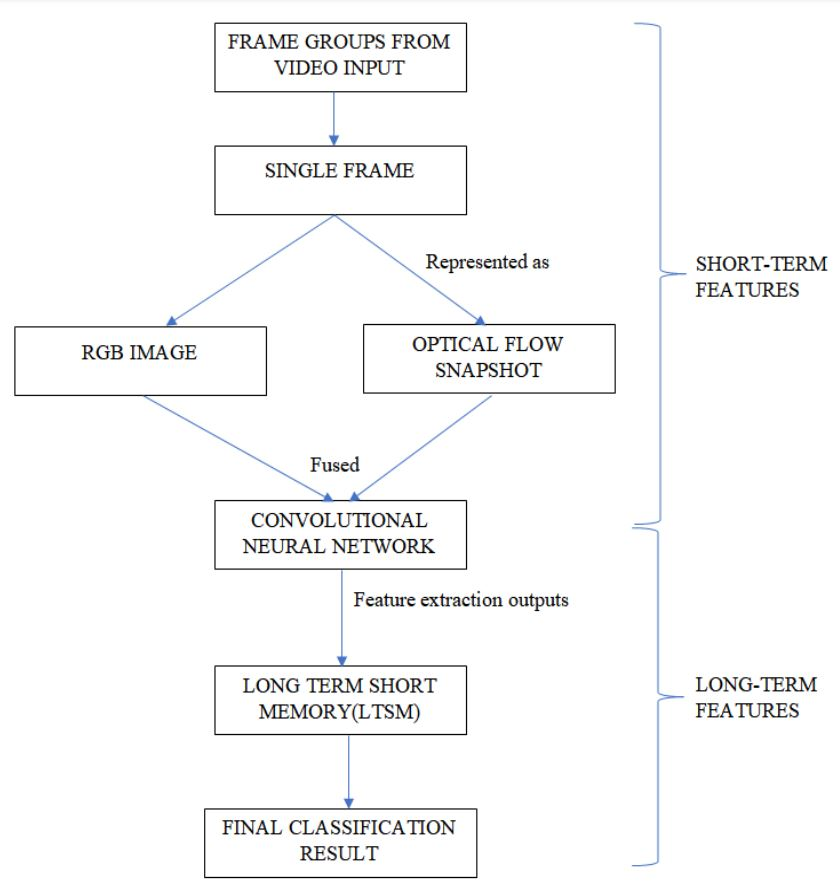 FRAME GROUPS FROM
VIDEO INPUT
SINGLE FRAME
Represented as
SHORT-TERM
FEATURES
RGB IMAGE
OPTICAL FLOW
SNAPSHOT
Fused
CONVOLUTIONAL
NEURAL NETWORK
Feature extraction outputs
LONG TERM SHORT
MEMORY(LTSM)
LONG-TERM
FEATURES
FINAL CLASSIFICATION
RESULT